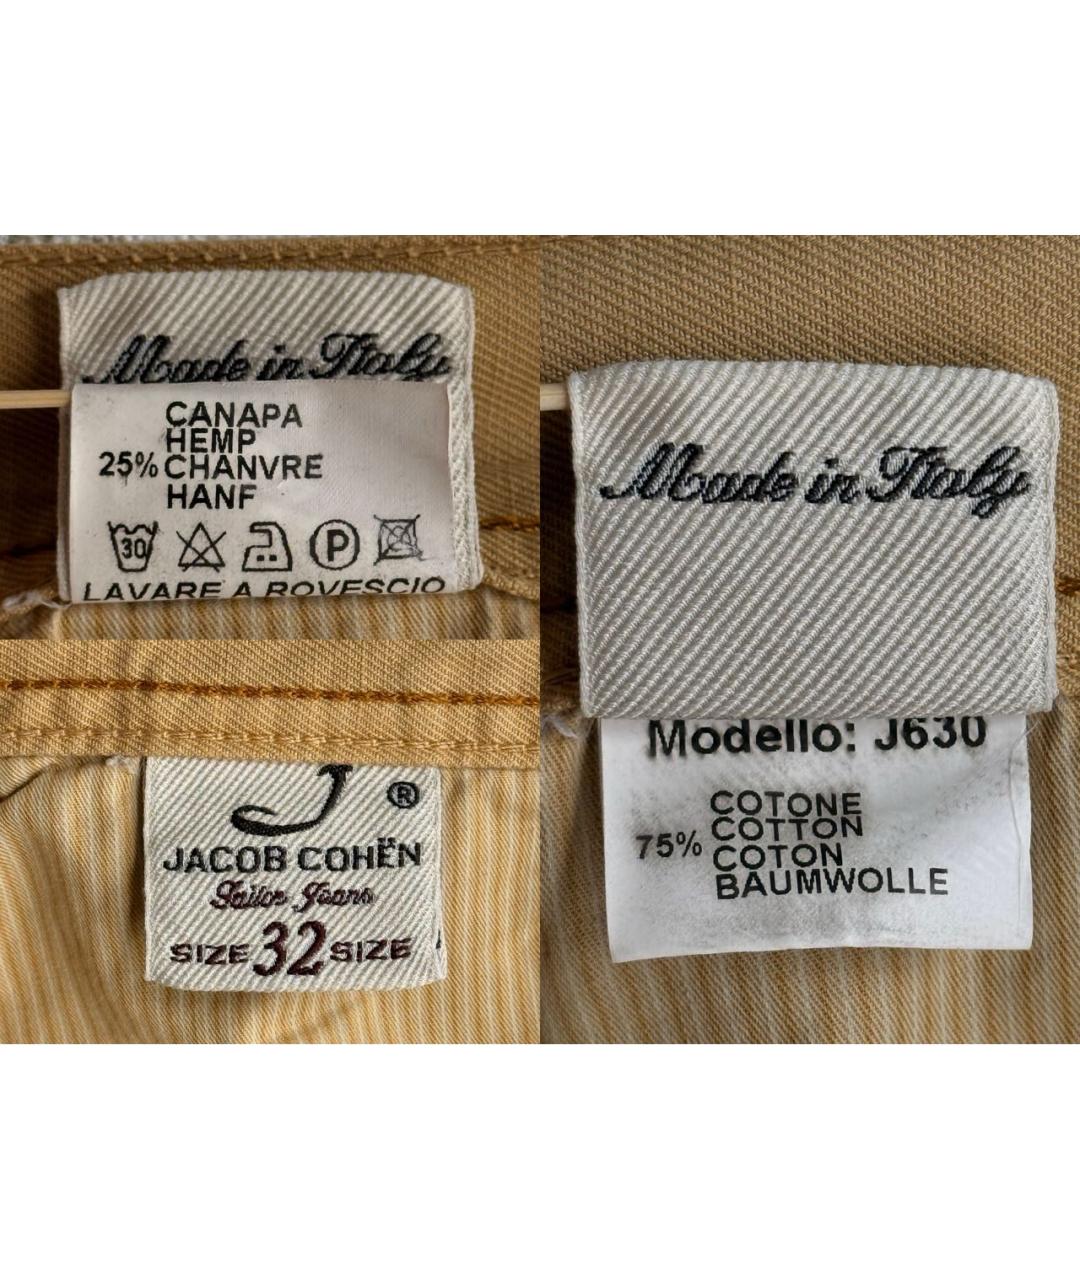 Made in Italy
CANAPA
HEMP
25% CHANVRE
HANF
30 P
LAVARE A ROVESCIO
J ®
JACOB COHËN
Tailor Jeans
SIZE 32 SIZE
Made in Italy
Modello: J630
COTONE
75% COTTON
COTON
BAUMWOLLE